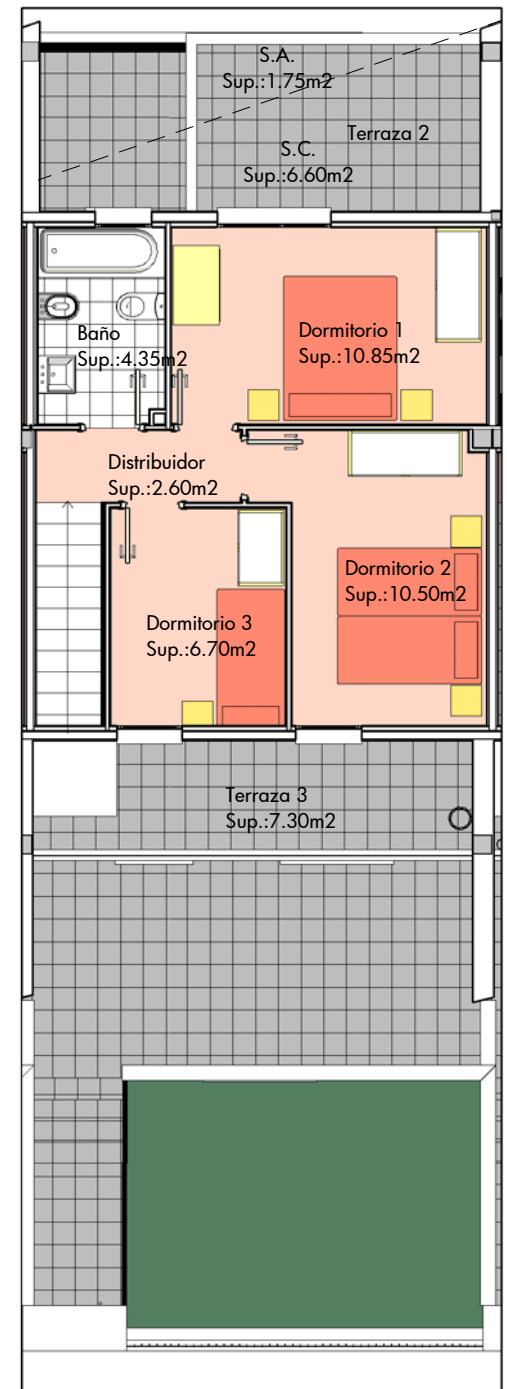 S.A.
Sup.:1.75m2
Terraza 2
S.C.
Sup.:6.60m2
Baño
Sup.:4.35m2
Dormitorio 1
Sup.:10.85m2
Distribuidor
Sup.:2.60m2
Dormitorio 2
Sup.:10.50m2
Dormitorio 3
Sup.:6.70m2
Terraza 3
Sup.:7.30m2